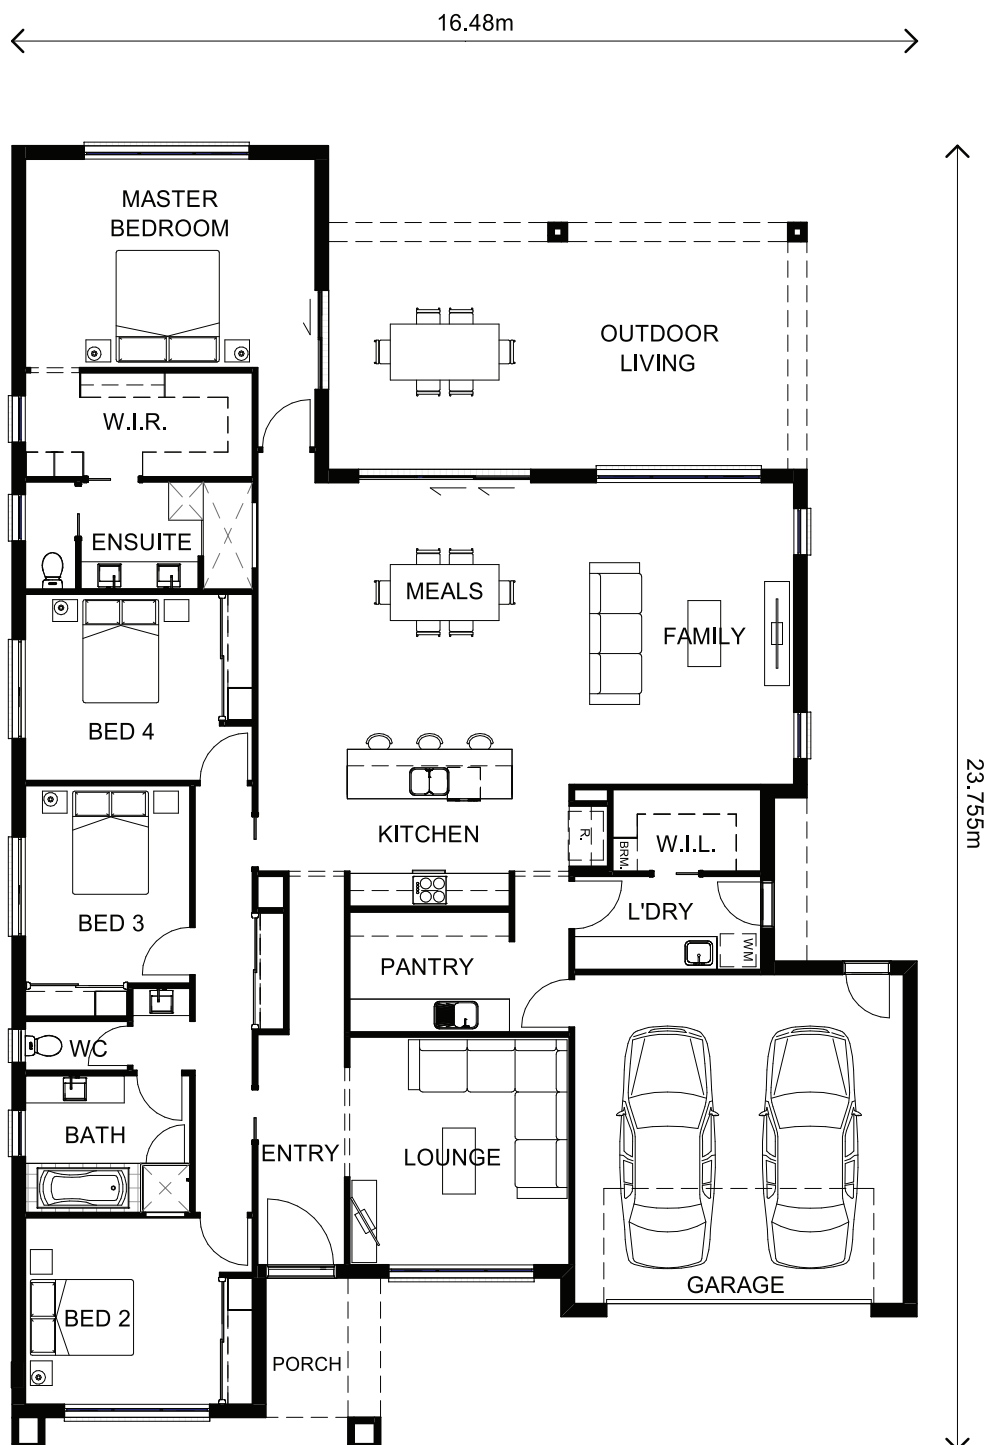 16.48m
MASTER
BEDROOM
OUTDOOR
LIVING
W.I.R.
ENSUITE
MEALS
FAMILY
BED 4
23.755m
KITCHEN
R.
BRM.
W.I.L.
BED 3
L'DRY
WM
PANTRY
WC
BATH
ENTRY
LOUNGE
GARAGE
BED 2
PORCH